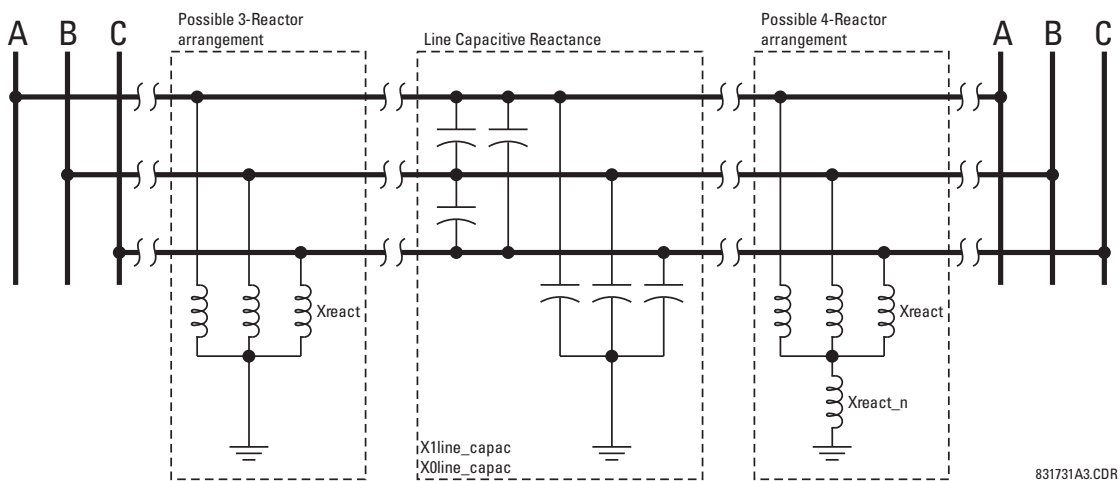 Possible 3-Reactor
arrangement
Line Capacitive Reactance
Possible 4-Reactor
arrangement
A B C
A B C
Xreact
Xreact
Xreact_n
X1line_capac
X0line_capac
831731A3.CDR